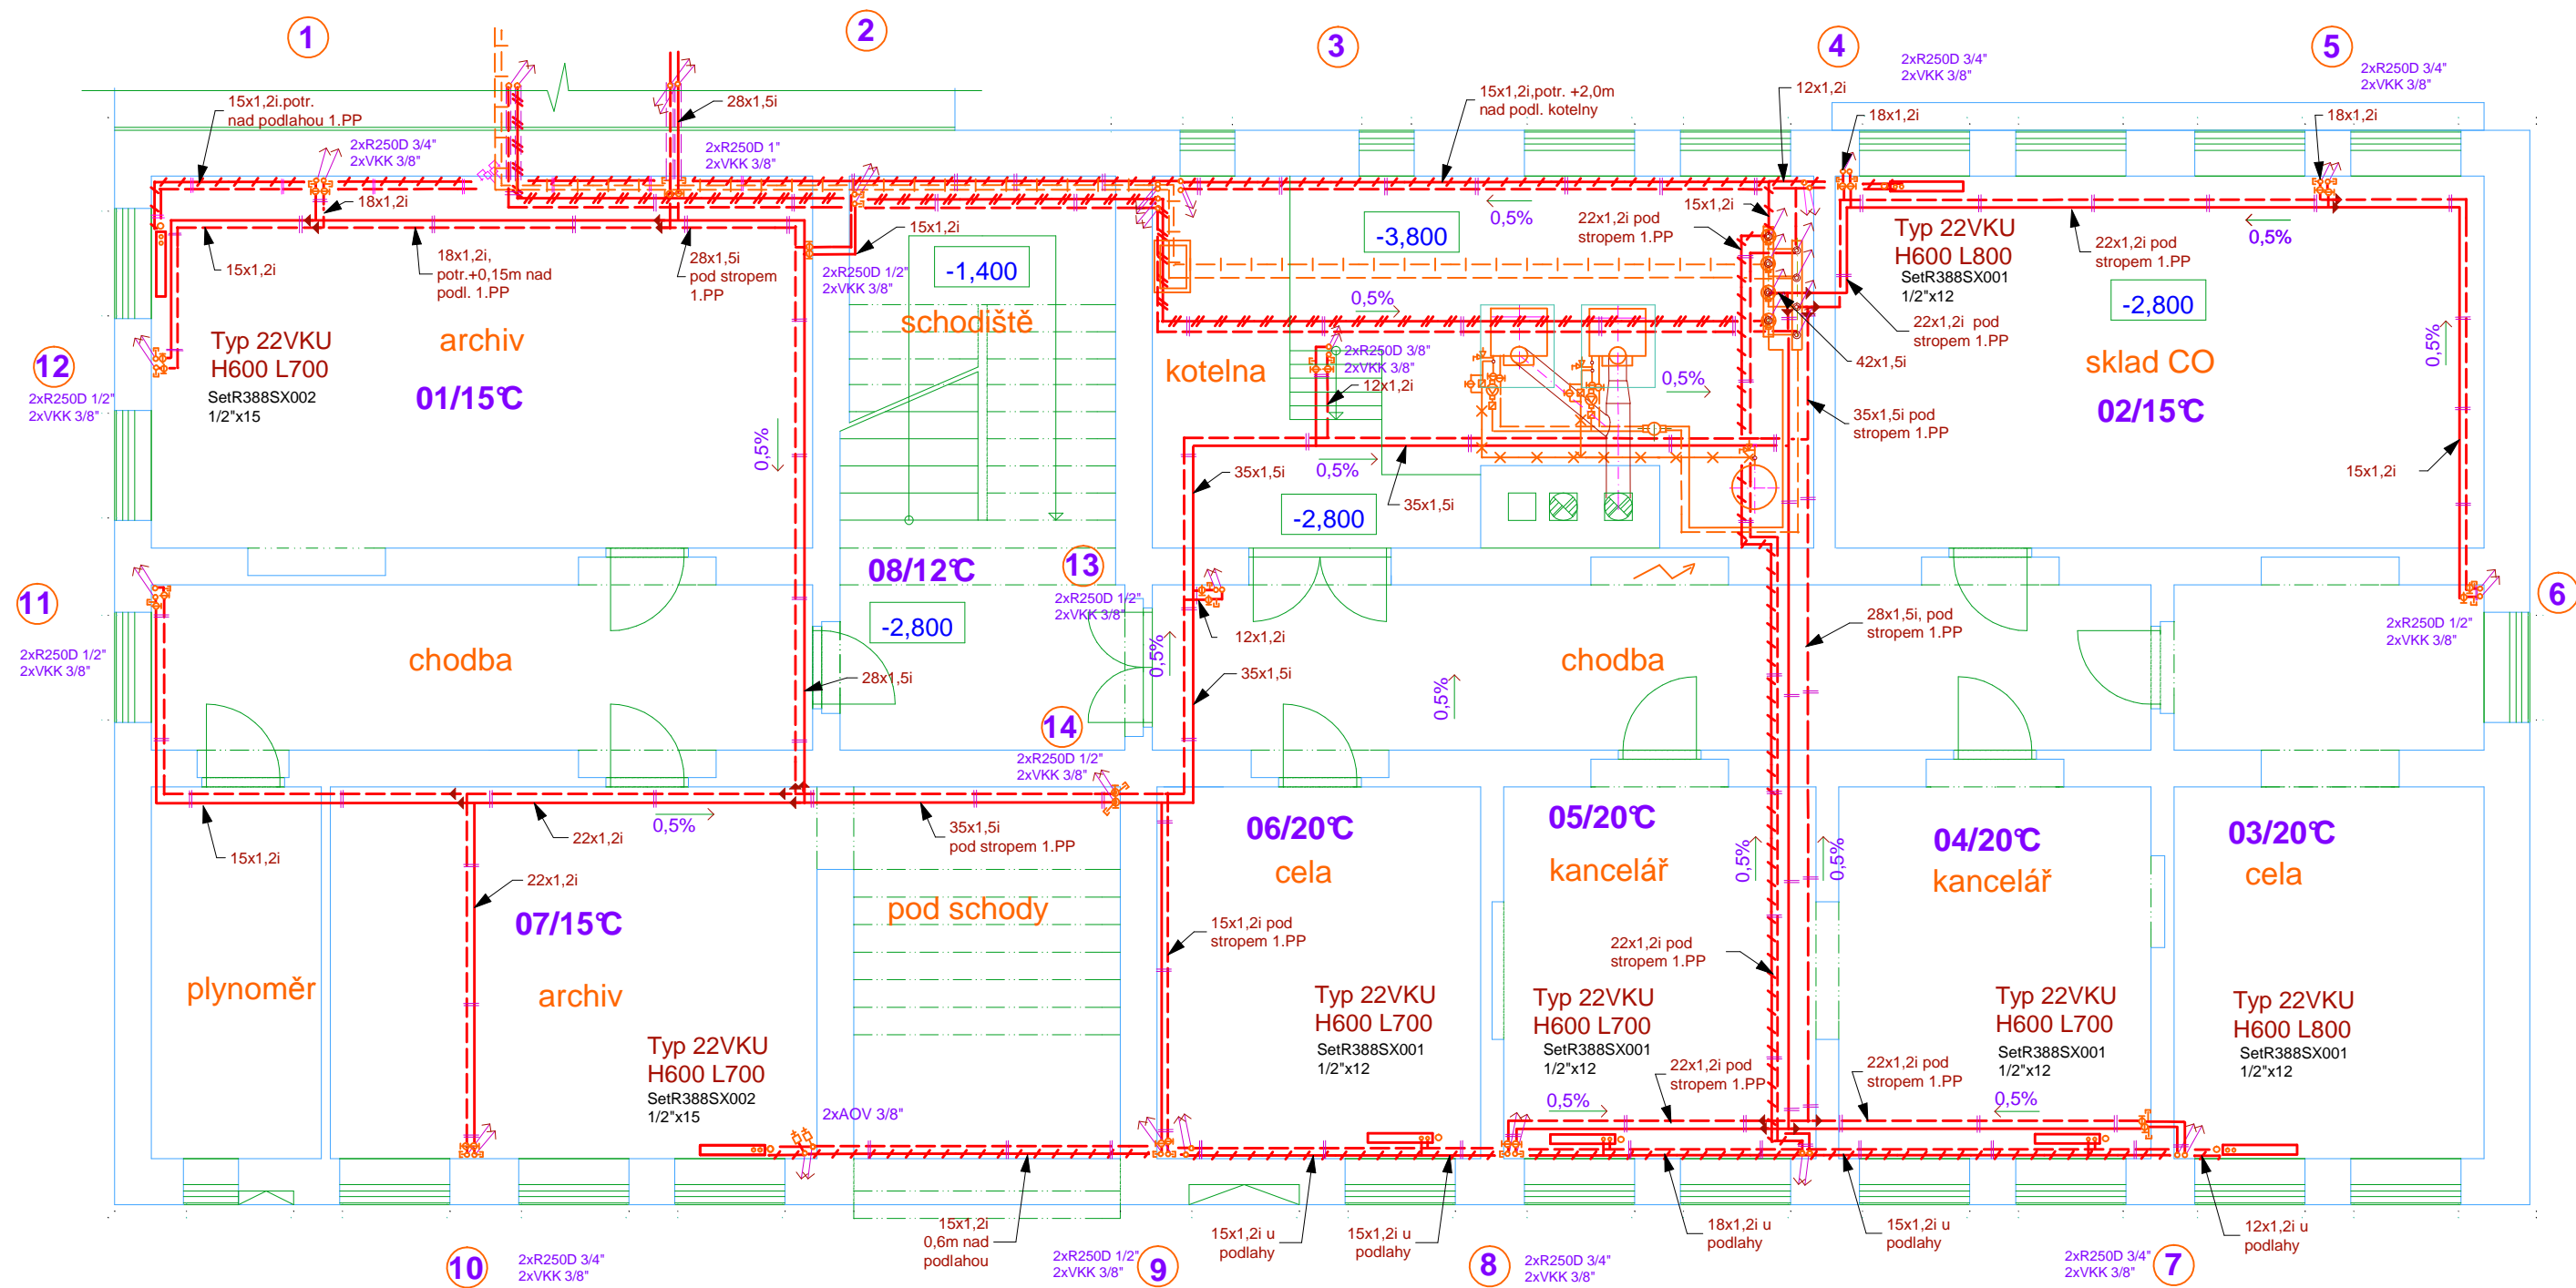 1
2
3
4
5
2xR250D 3/4"
2xVKK 3/8"
2xR250D 3/4"
2xVKK 3/8"
15x1,2i.potr.
nad podlahou 1.PP
28x1,5i
15x1,2i,potr. +2,0m
nad podl. kotelny
12x1,2i
18x1,2i
18x1,2i
2xR250D 3/4"
2xVKK 3/8"
2xR250D 1"
2xVKK 3/8"
18x1,2i
15x1,2i
0,5%
22x1,2i pod
stropem 1.PP
15x1,2i
-3,800
Typ 22VKU
H600 L800
SetR388SX001
1/2"x12
22x1,2i pod
stropem 1.PP
0,5%
15x1,2i
18x1,2i,
potr.+0,15m nad
podl. 1.PP
28x1,5i
pod stropem
1.PP
2xR250D 1/2"
2xVKK 3/8"
-1,400
schodiště
0,5%
-2,800
22x1,2i pod
stropem 1.PP
42x1,5i
Typ 22VKU
H600 L700
SetR388SX002
1/2"x15
archiv
01/15°C
12
2xR250D 1/2"
2xVKK 3/8"
kotelna
2xR250D 3/8"
2xVKK 3/8"
12x1,2i
0,5%
sklad CO
02/15°C
0,5%
35x1,5i pod
stropem 1.PP
0,5%
0,5%
35x1,5i
35x1,5i
15x1,2i
-2,800
08/12°C
13
2xR250D 1/2"
2xVKK 3/8"
11
6
2xR250D 1/2"
2xVKK 3/8"
-2,800
12x1,2i
28x1,5i, pod
stropem 1.PP
2xR250D 1/2"
2xVKK 3/8"
chodba
28x1,5i
0,5%
35x1,5i
chodba
0,5%
14
2xR250D 1/2"
2xVKK 3/8"
0,5%
22x1,2i
15x1,2i
35x1,5i
pod stropem 1.PP
06/20°C
cela
05/20°C
kancelář
0,5%
0,5%
04/20°C
kancelář
03/20°C
cela
22x1,2i
07/15°C
pod schody
15x1,2i pod
stropem 1.PP
22x1,2i pod
stropem 1.PP
plynoměr
archiv
Typ 22VKU
H600 L700
SetR388SX001
1/2"x12
Typ 22VKU
H600 L700
SetR388SX001
1/2"x12
Typ 22VKU
H600 L700
SetR388SX001
1/2"x12
Typ 22VKU
H600 L800
SetR388SX001
1/2"x12
Typ 22VKU
H600 L700
SetR388SX002
1/2"x15
2xAOV 3/8"
0,5%
22x1,2i pod
stropem 1.PP
22x1,2i pod
stropem 1.PP
0,5%
15x1,2i
0,6m nad
podlahou
15x1,2i u
podlahy
15x1,2i u
podlahy
18x1,2i u
podlahy
15x1,2i u
podlahy
12x1,2i u
podlahy
10
2xR250D 3/4"
2xVKK 3/8"
2xR250D 1/2"
2xVKK 3/8"
9
8
2xR250D 3/4"
2xVKK 3/8"
2xR250D 3/4"
2xVKK 3/8"
7